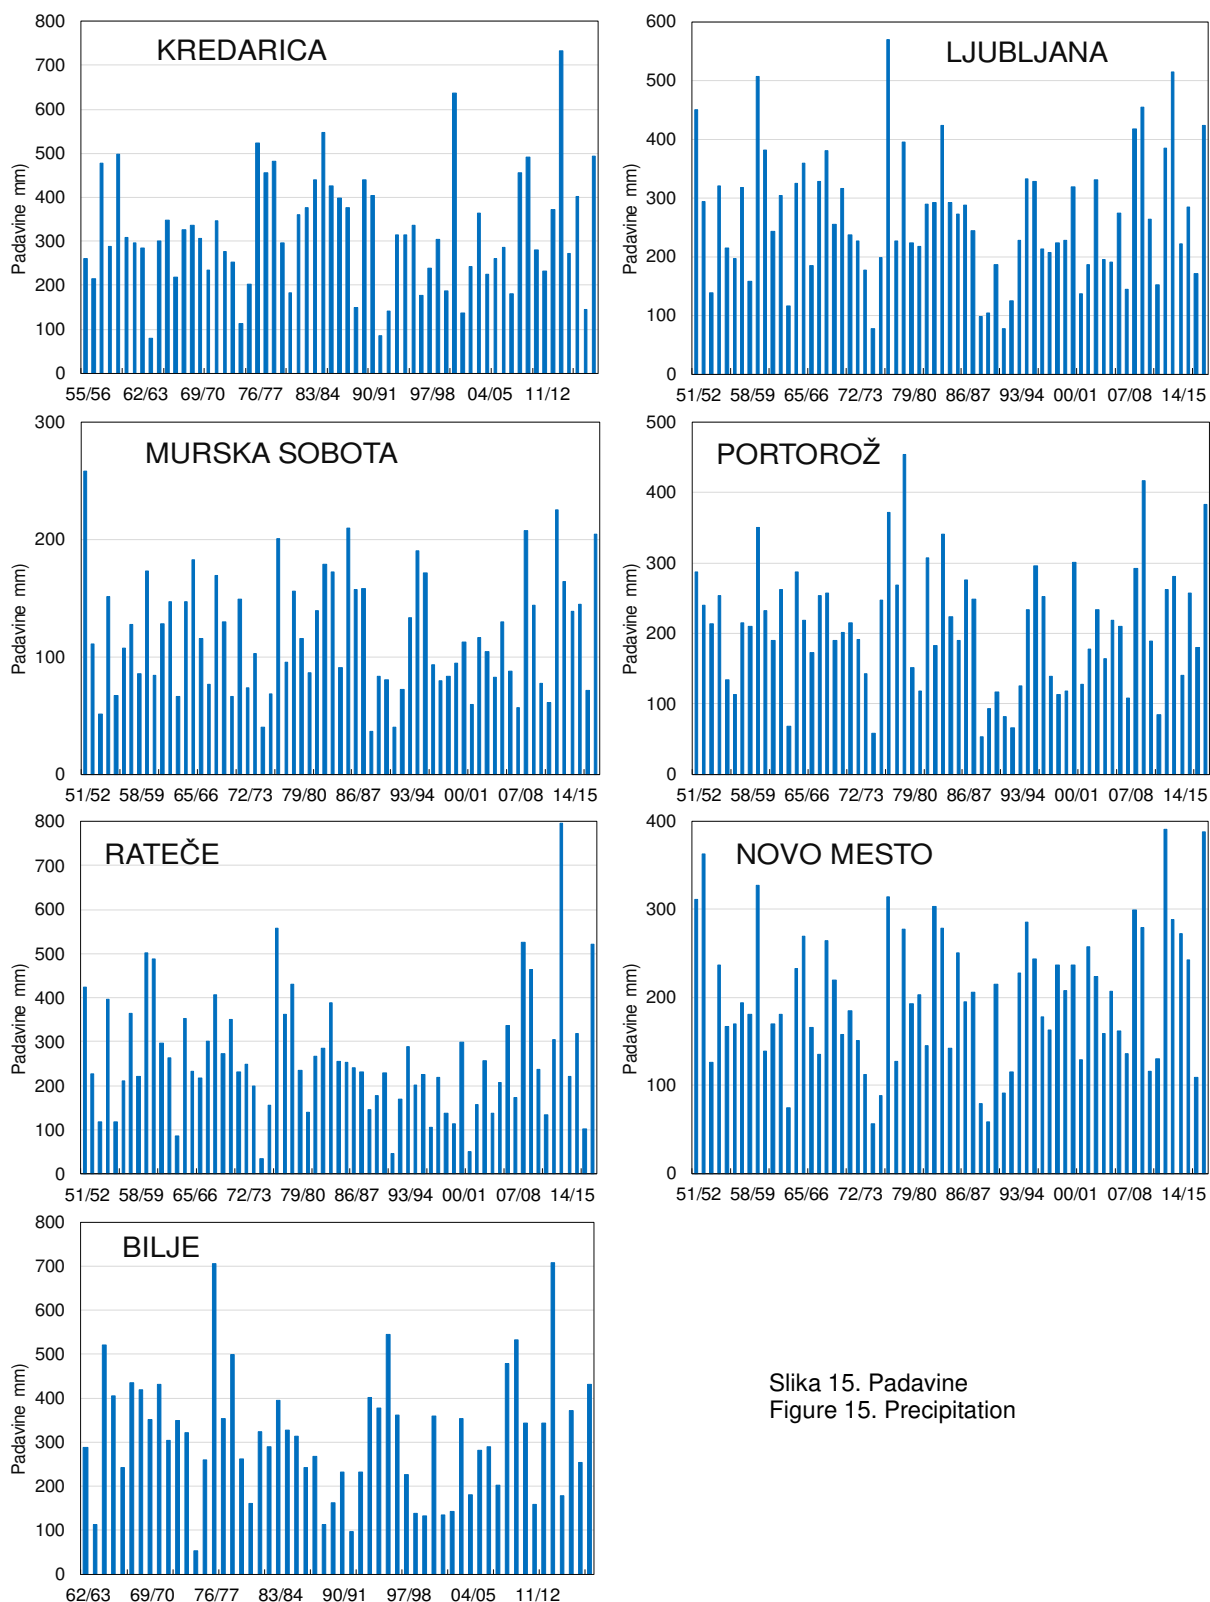 KREDARICA
Padavine mm)
800
700
600
500
400
300
200
100
0
55/56 62/63 69/70 76/77 83/84 90/91 97/98 04/05 11/12
LJUBLJANA
Padavine mm)
600
500
400
300
200
100
0
51/52 58/59 65/66 72/73 79/80 86/87 93/94 00/01 07/08 14/15
MURSKA SOBOTA
Padavine mm)
300
200
100
0
51/52 58/59 65/66 72/73 79/80 86/87 93/94 00/01 07/08 14/15
PORTOROŽ
Padavine mm)
500
400
300
200
100
0
51/52 58/59 65/66 72/73 79/80 86/87 93/94 00/01 07/08 14/15
RATEČE
Padavine mm)
800
700
600
500
400
300
200
100
0
51/52 58/59 65/66 72/73 79/80 86/87 93/94 00/01 07/08 14/15
NOVO MESTO
Padavine mm)
400
300
200
100
0
51/52 58/59 65/66 72/73 79/80 86/87 93/94 00/01 07/08 14/15
BILJE
Padavine mm)
800
700
600
500
400
300
200
100
0
62/63 69/70 76/77 83/84 90/91 97/98 04/05 11/12
Slika 15. Padavine
Figure 15. Precipitation